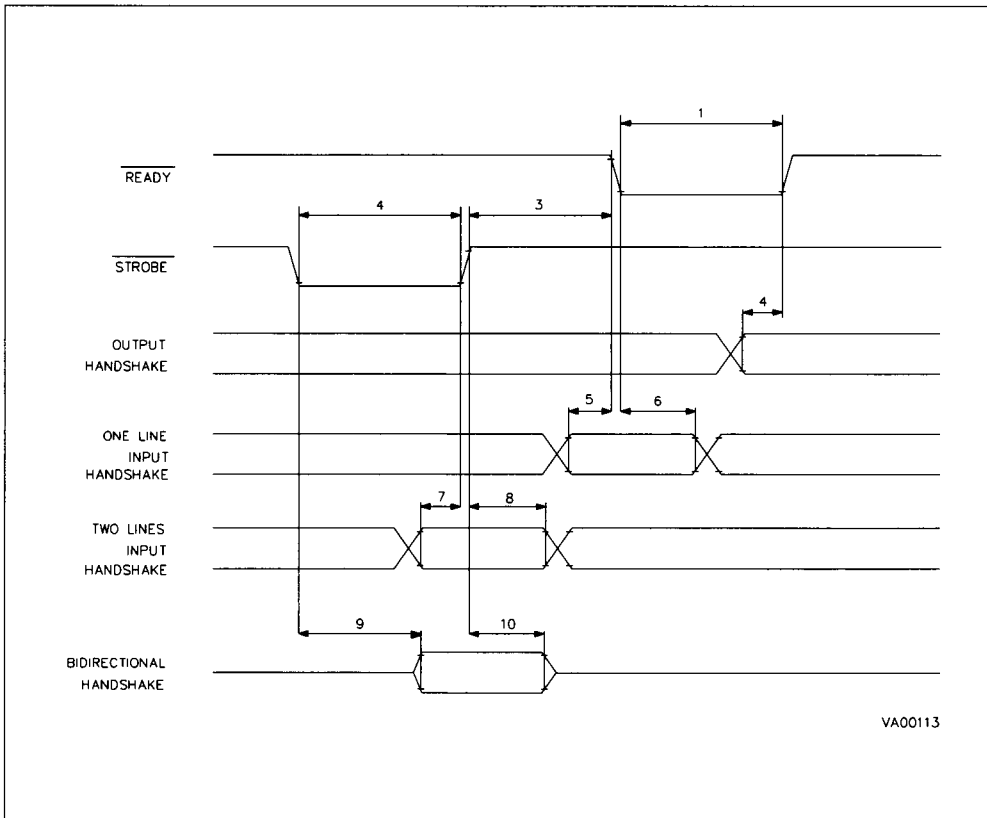 1
READY
4
3
STROBE
4
OUTPUT
HANDSHAKE
5
6
ONE LINE
INPUT
HANDSHAKE
7
8
TWO LINES
INPUT
HANDSHAKE
9
10
BIDIRECTIONAL
HANDSHAKE
VA00113